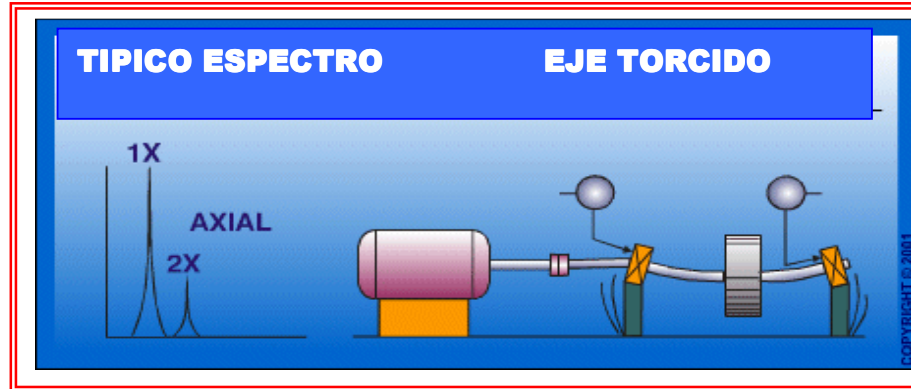 TIPICO ESPECTRO EJE TORCIDO
1X
AXIAL
2X
COPYRIGHT © 2001